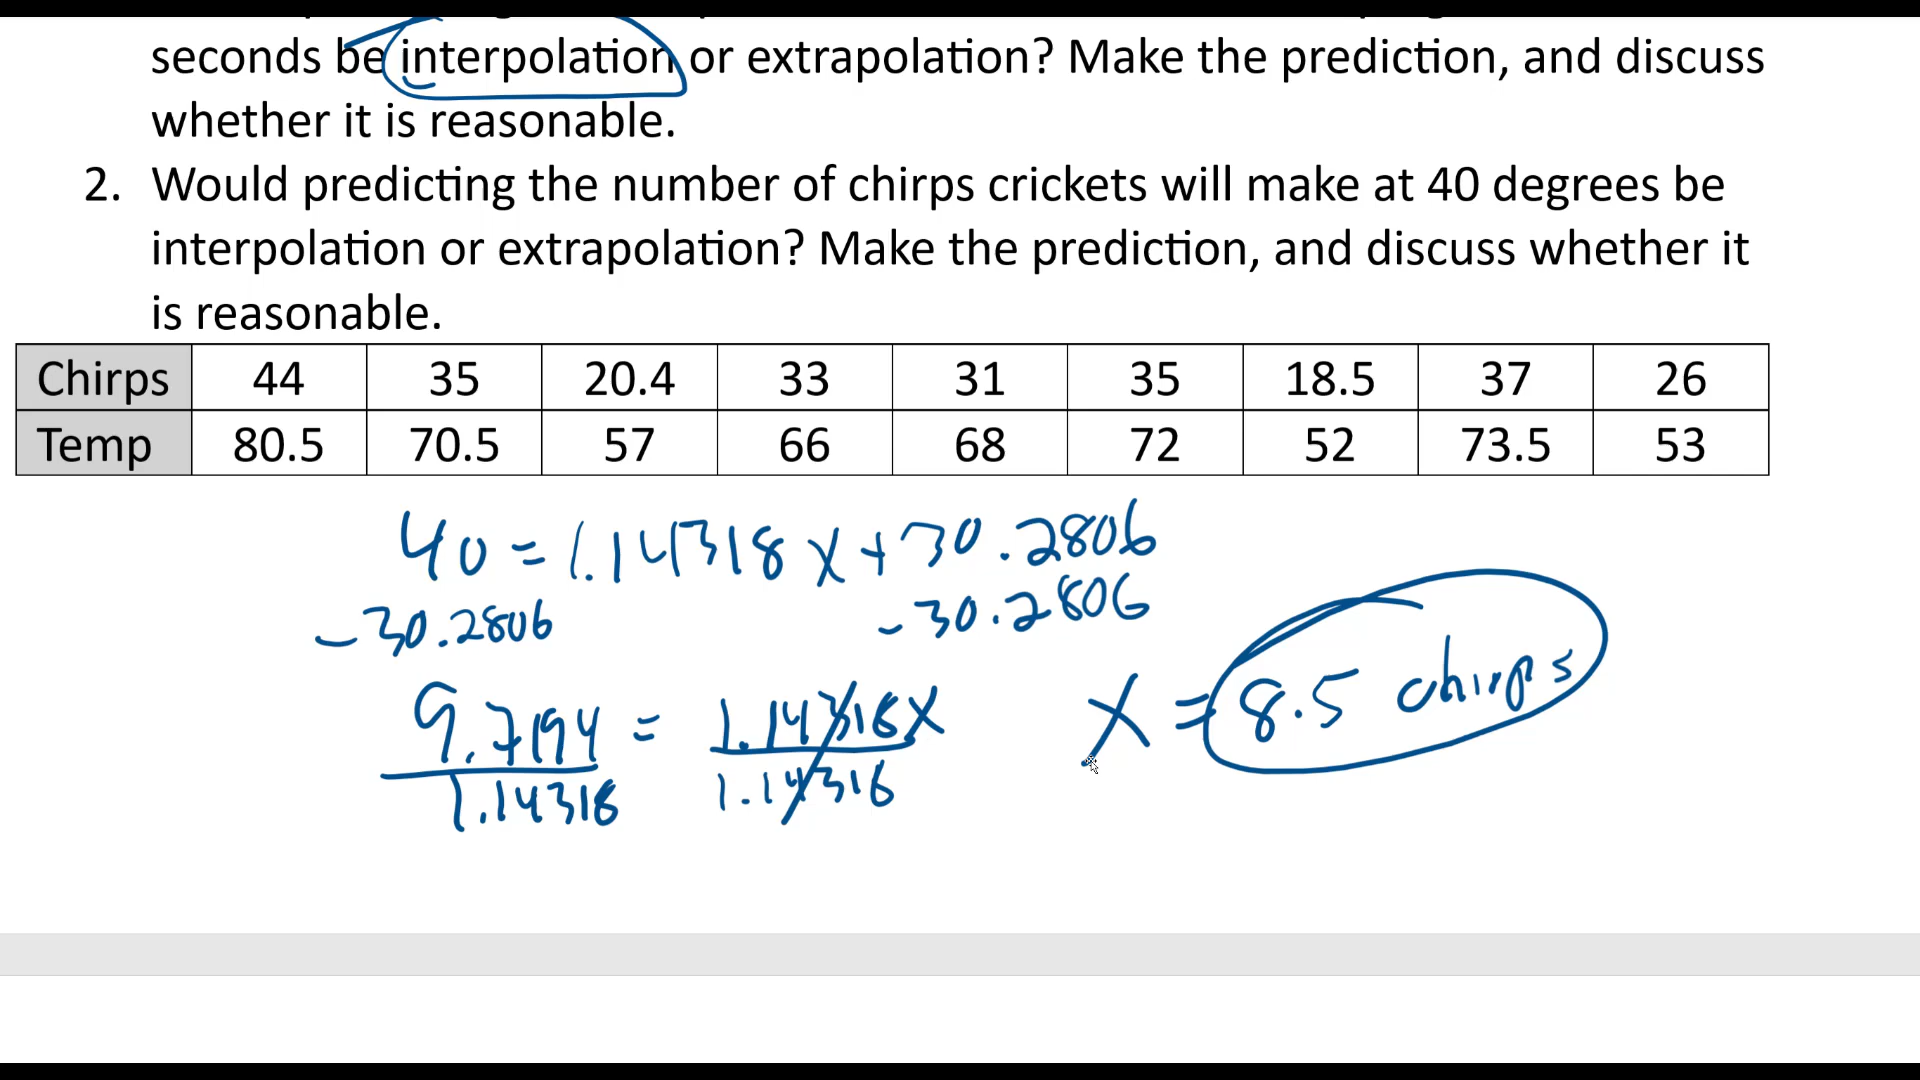 seconds be interpolation or extrapolation? Make the prediction, and discuss
whether it is reasonable.
2. Would predicting the number of chirps crickets will make at 40 degrees be
interpolation or extrapolation? Make the prediction, and discuss whether it
is reasonable.
Chirps 44 35 20.4 33 31 35 18.5 37 26
Temp 80.5 70.5 57 66 68 72 52 73.5 53
40 = 1.14318 x + 30.2806
-30.2806 -30.2806
9.7194 = 1.14318x
1.14318 1.14318
x = 8.5 chirps